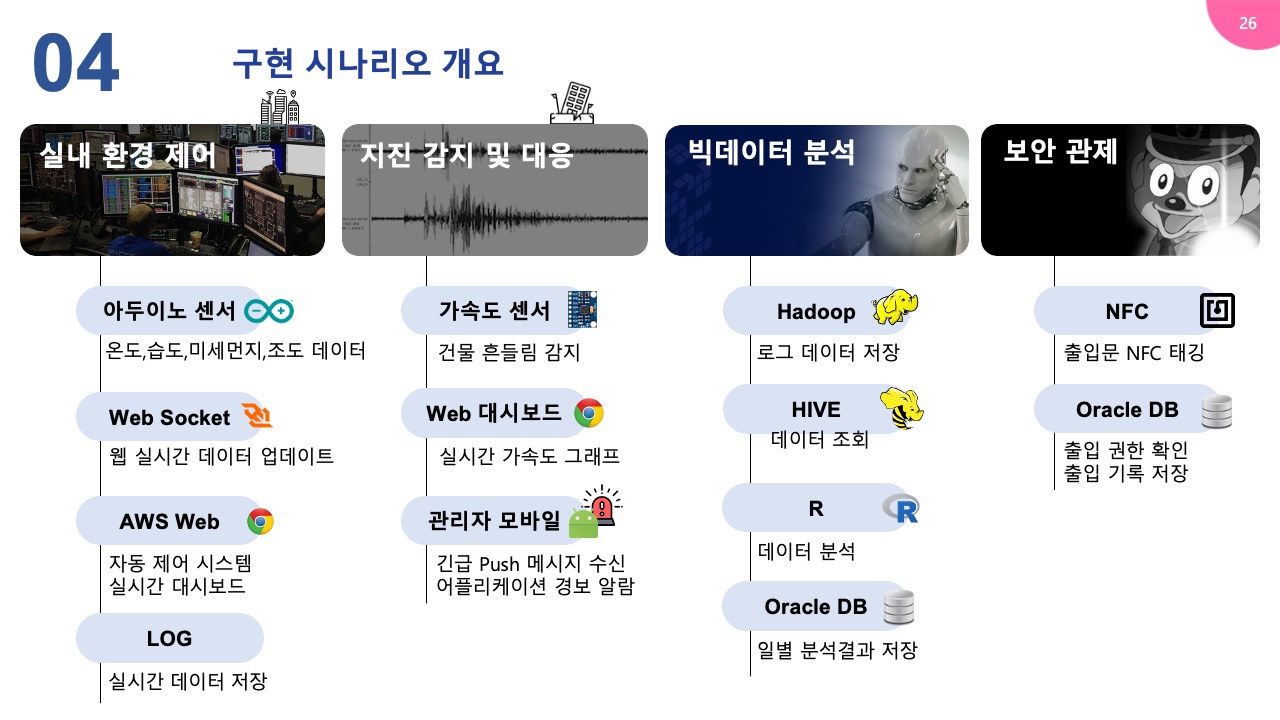 26
04
구현 시나리오 개요
실내 환경 제어
아두이노 센서
온도,습도,미세먼지,조도 데이터
Web Socket
웹 실시간 데이터 업데이트
AWS Web
자동 제어 시스템
실시간 대시보드
LOG
실시간 데이터 저장
지진 감지 및 대응
가속도 센서
건물 흔들림 감지
Web 대시보드
실시간 가속도 그래프
관리자 모바일
긴급 Push 메시지 수신
어플리케이션 경보 알람
빅데이터 분석
Hadoop
로그 데이터 저장
HIVE
데이터 조회
R
데이터 분석
Oracle DB
일별 분석결과 저장
보안 관제
NFC
출입문 NFC 태깅
Oracle DB
출입 권한 확인
출입 기록 저장